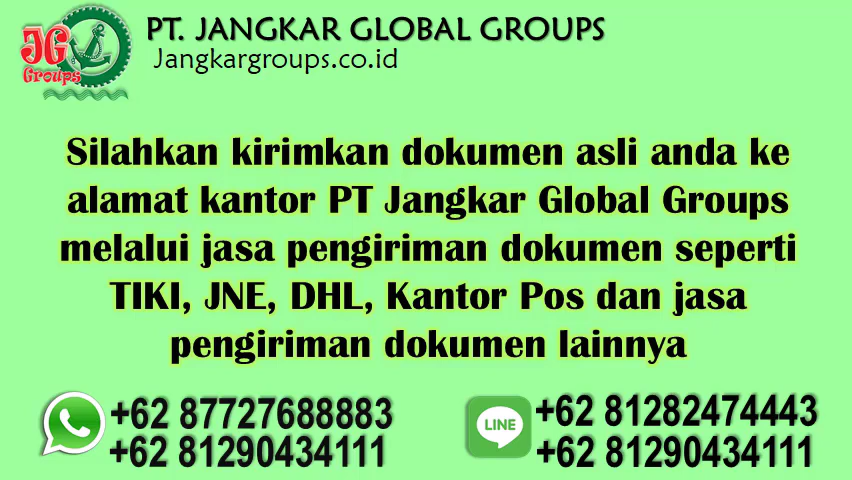 JG
Groups
PT. JANGKAR GLOBAL GROUPS
Jangkargroups.co.id
Silahkan kirimkan dokumen asli anda ke
alamat kantor PT Jangkar Global Groups
melalui jasa pengiriman dokumen seperti
TIKI, JNE, DHL, Kantor Pos dan jasa
pengiriman dokumen lainnya
+62 87727688883
+62 81290434111
LINE
+62 81282474443
+62 81290434111